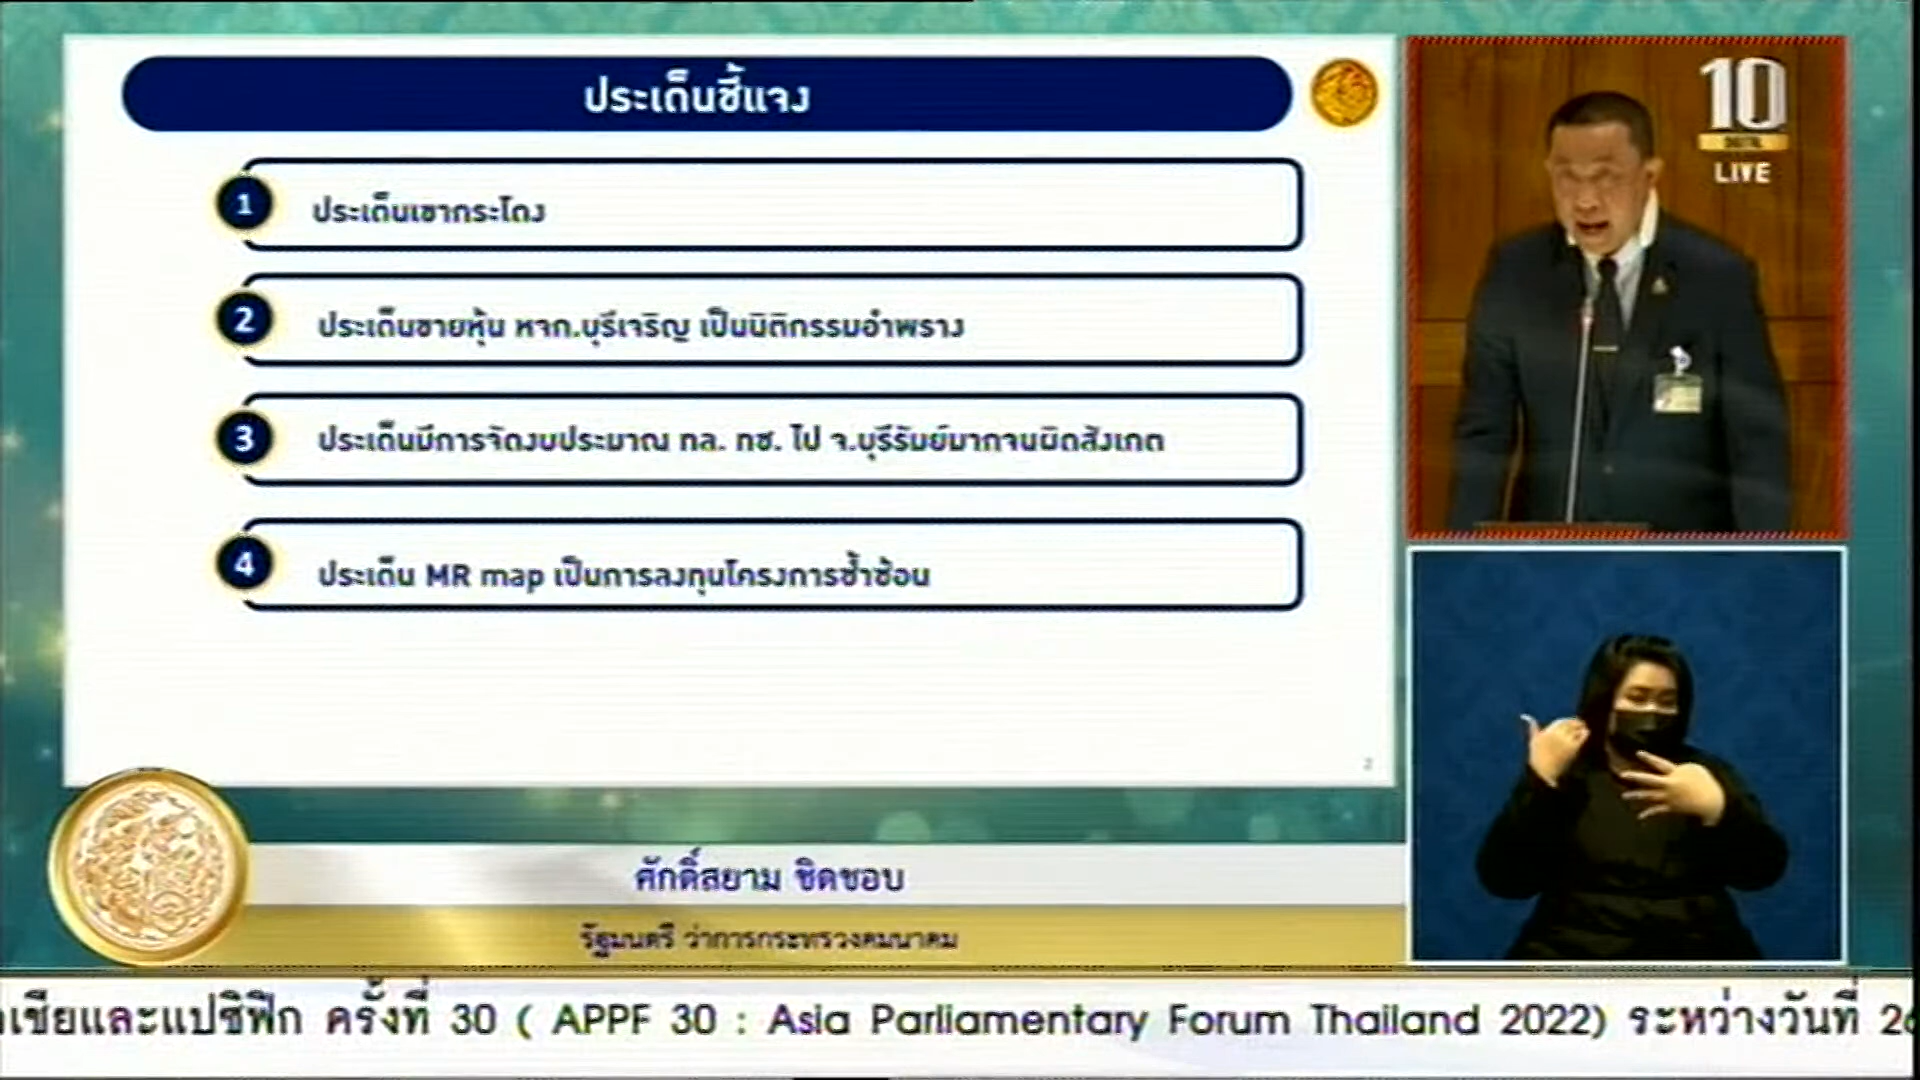 ประเด็นชี้แจง
1 ประเด็นเขากระโดง
2 ประเด็นขายหุ้น หจก.บุรีเจริญ เป็นนิติกรรมอำพราง
3 ประเด็นมีการจัดงบประมาณ ทล. ทช. ไป จ.บุรีรัมย์มากจนผิดสังเกต
4 ประเด็น MR map เป็นการลงทุนโครงการซ้ำซ้อน
2
10
LIVE
ศักดิ์สยาม ชิดชอบ
รัฐมนตรี ว่าการกระทรวงคมนาคม
เชียและแปซิฟิก ครั้งที่ 30 ( APPF 30 : Asia Parliamentary Forum Thailand 2022) ระหว่างวันที่ 26